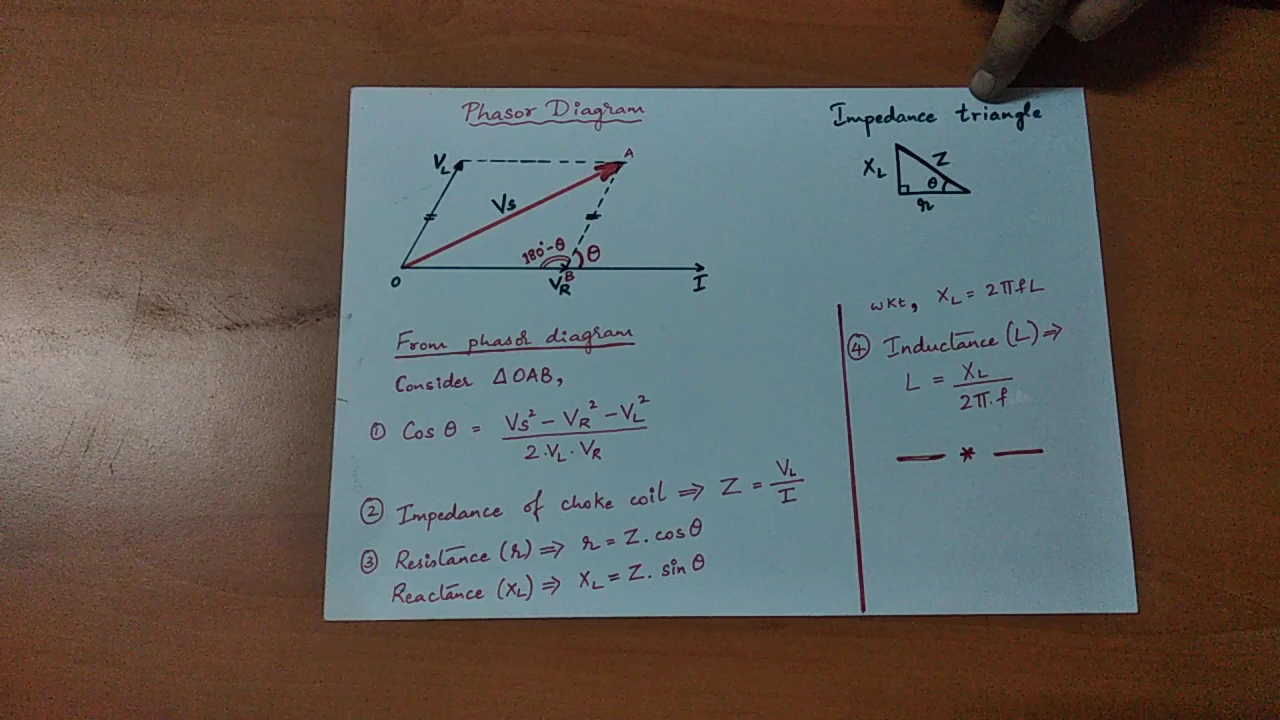 Phasor Diagram
VL
A
Vs
180°-θ
θ
O
B
VR
I
From phasor diagram
Consider ΔOAB,
① Cos θ = Vs² - VR² - VL²
2.VL.VR
② Impedance of choke coil ⇒ Z = VL
I
③ Resistance (r) ⇒ r = Z.cosθ
Reactance (XL) ⇒ XL = Z. sinθ
Impedance triangle
XL
Z
θ
r
wkt, XL = 2πfL
④ Inductance (L) ⇒
L = XL
2π.f
— * —